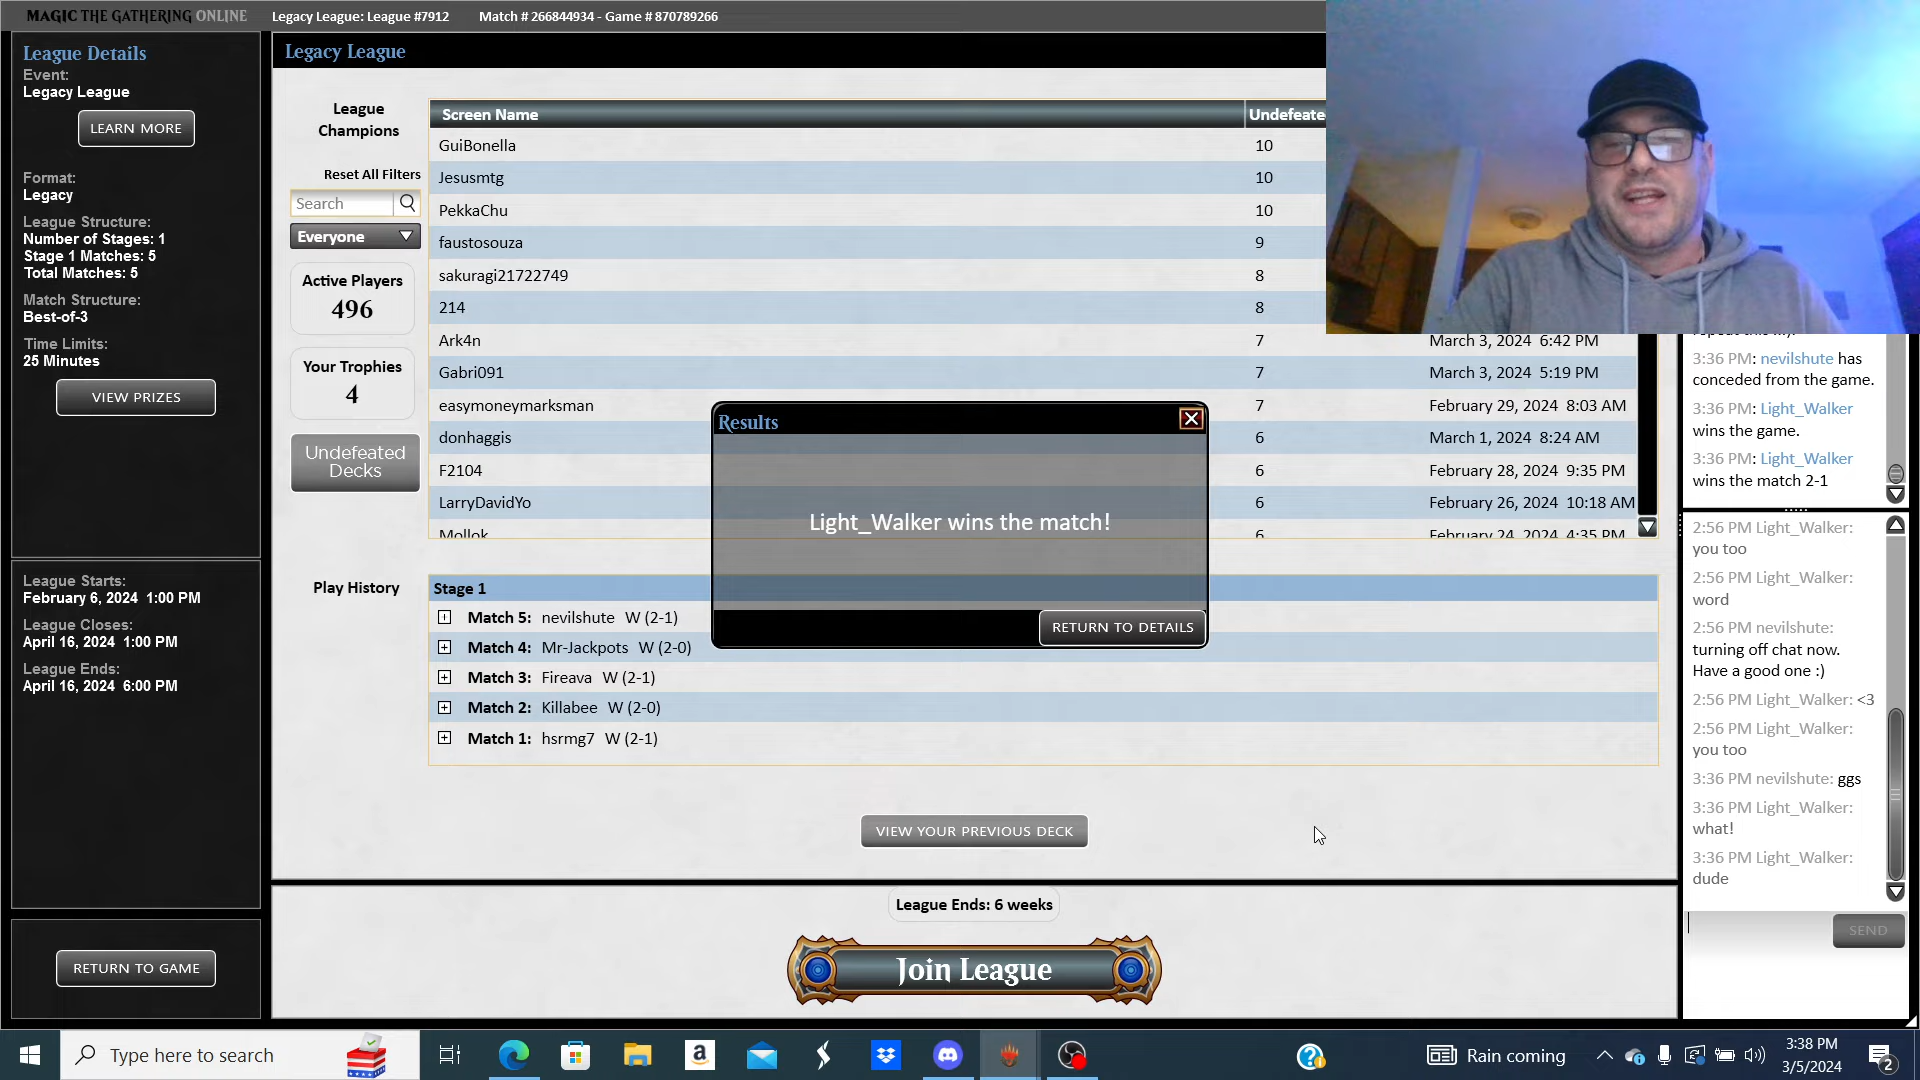 MAGIC THE GATHERING ONLINE
Legacy League: League #7912
Match # 266844934 - Game # 870789266
League Details
Event:
Legacy League
LEARN MORE
Format:
Legacy
League Structure:
Number of Stages: 1
Stage 1 Matches: 5
Total Matches: 5
Match Structure:
Best-of-3
Time Limits:
25 Minutes
VIEW PRIZES
League Starts:
February 6, 2024 1:00 PM
League Closes:
April 16, 2024 1:00 PM
League Ends:
April 16, 2024 6:00 PM
RETURN TO GAME
Legacy League
League
Champions
Reset All Filters
Search
Everyone
Active Players
496
Your Trophies
4
Undefeated
Decks
Screen Name Undefeate
GuiBonella 10
Jesusmtg 10
PekkaChu 10
faustosouza 9
sakuragi21722749 8
214 8
Ark4n 7 March 3, 2024 6:42 PM
Gabri091 7 March 3, 2024 5:19 PM
easymoneymarksman 7 February 29, 2024 8:03 AM
donhaggis 6 March 1, 2024 8:24 AM
F2104 6 February 28, 2024 9:35 PM
LarryDavidYo 6 February 26, 2024 10:18 AM
Mollok 6 February 24, 2024 4:35 PM
Results
Light_Walker wins the match!
RETURN TO DETAILS
Play History
Stage 1
Match 5: nevilshute W (2-1)
Match 4: Mr-Jackpots W (2-0)
Match 3: Fireava W (2-1)
Match 2: Killabee W (2-0)
Match 1: hsrmg7 W (2-1)
VIEW YOUR PREVIOUS DECK
League Ends: 6 weeks
Join League
3:36 PM: nevilshute has
conceded from the game.
3:36 PM: Light_Walker
wins the game.
3:36 PM: Light_Walker
wins the match 2-1
2:56 PM Light_Walker:
you too
2:56 PM Light_Walker:
word
2:56 PM nevilshute:
turning off chat now.
Have a good one :)
2:56 PM Light_Walker: <3
2:56 PM Light_Walker:
you too
3:36 PM nevilshute: ggs
3:36 PM Light_Walker:
what!
3:36 PM Light_Walker:
dude
SEND
Type here to search
a
Rain coming
3:38 PM
3/5/2024
2